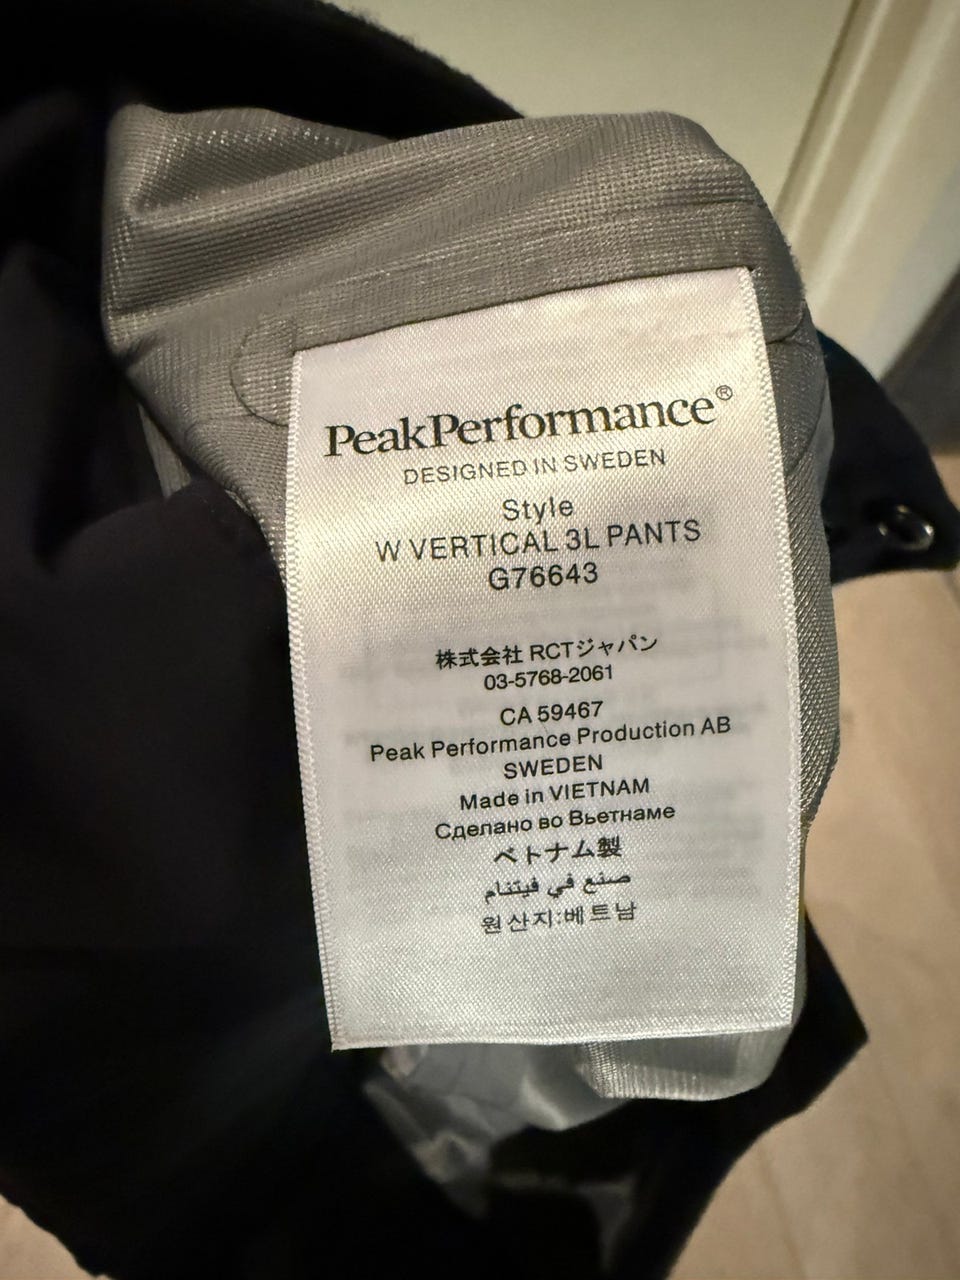 PeakPerformance®
DESIGNED IN SWEDEN
Style
W VERTICAL 3L PANTS
G76643
株式会社 RCTジャパン
03-5768-2061
CA 59467
Peak Performance Production AB
SWEDEN
Made in VIETNAM
Сделано во Вьетнаме
ベトナム製
صنع في فيتنام
원산지:베트남